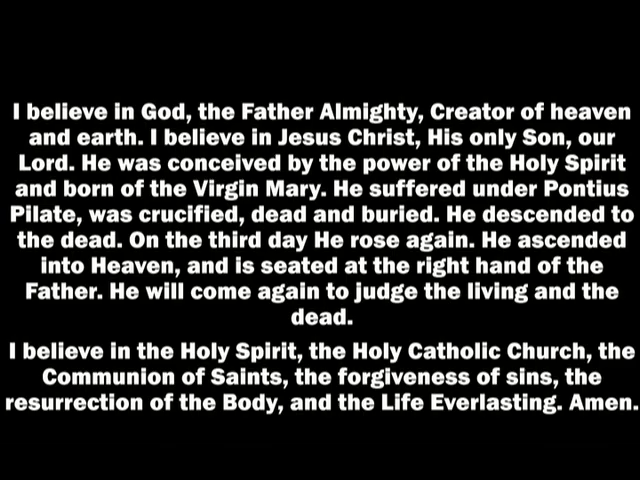 I believe in God, the Father Almighty, Creator of heaven
and earth. I believe in Jesus Christ, His only Son, our
Lord. He was conceived by the power of the Holy Spirit
and born of the Virgin Mary. He suffered under Pontius
Pilate, was crucified, dead and buried. He descended to
the dead. On the third day He rose again. He ascended
into Heaven, and is seated at the right hand of the
Father. He will come again to judge the living and the
dead.
I believe in the Holy Spirit, the Holy Catholic Church, the
Communion of Saints, the forgiveness of sins, the
resurrection of the Body, and the Life Everlasting. Amen.